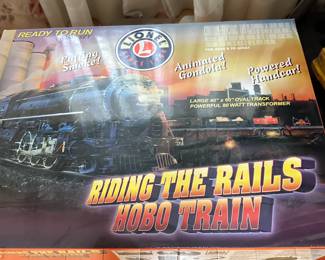 READY TO RUN
LIONEL
L
Puffing
Smoke!
Animated
Gondola!
Powered
Handcar!
LARGE 40" x 60" OVAL TRACK
POWERFUL 80 WATT TRANSFORMER
RIDING THE RAILS
HOBO TRAIN